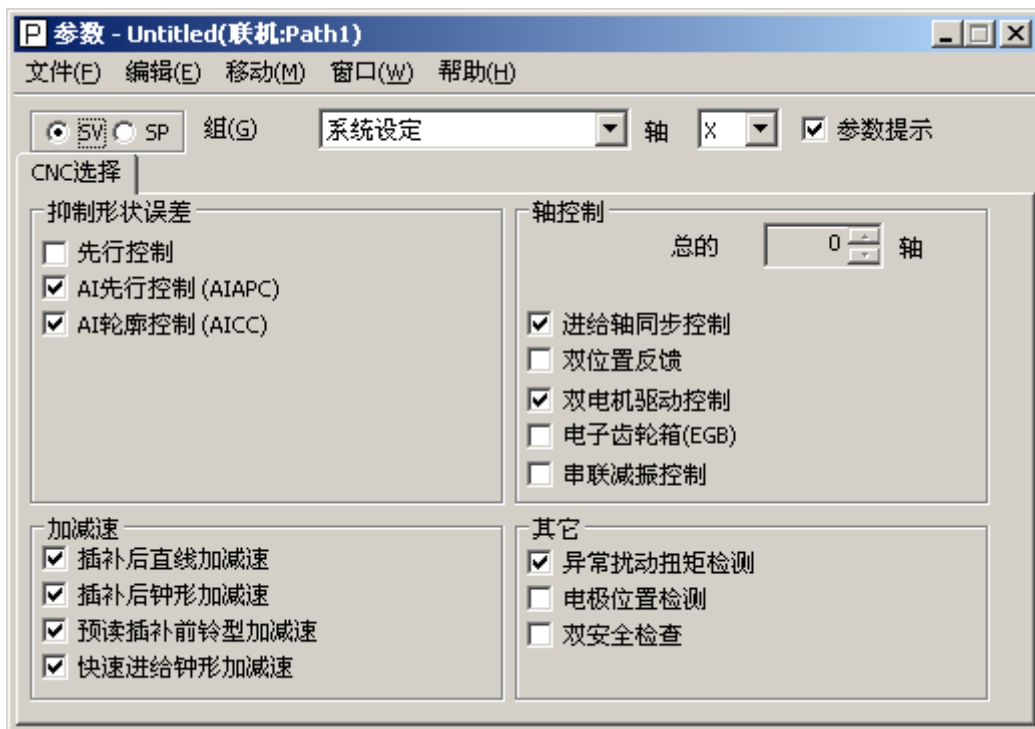 P 参数 - Untitled(联机:Path1)
文件(F) 编辑(E) 移动(M) 窗口(W) 帮助(H)
SV SP 组(G) 系统设定 轴 X 参数提示
CNC选择
抑制形状误差
先行控制
AI先行控制 (AIAPC)
AI轮廓控制 (AICC)
轴控制
总的 0 轴
进给轴同步控制
双位置反馈
双电机驱动控制
电子齿轮箱(EGB)
串联减振控制
加减速
插补后直线加减速
插补后钟形加减速
预读插补前铃型加减速
快速进给钟形加减速
其它
异常扰动扭矩检测
电极位置检测
双安全检查